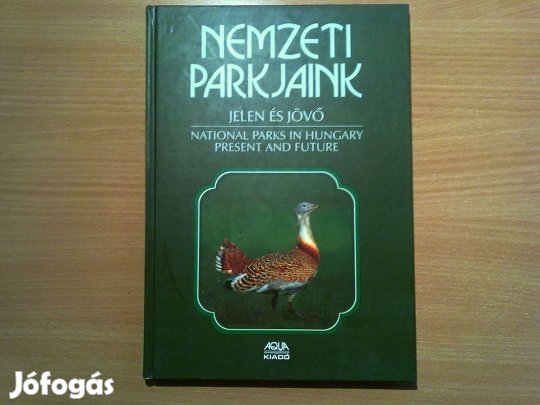 NEMZETI
PARKJAINK
JELEN ÉS JÖVŐ
NATIONAL PARKS IN HUNGARY
PRESENT AND FUTURE
AQUA
KIADÓ
Jófogás